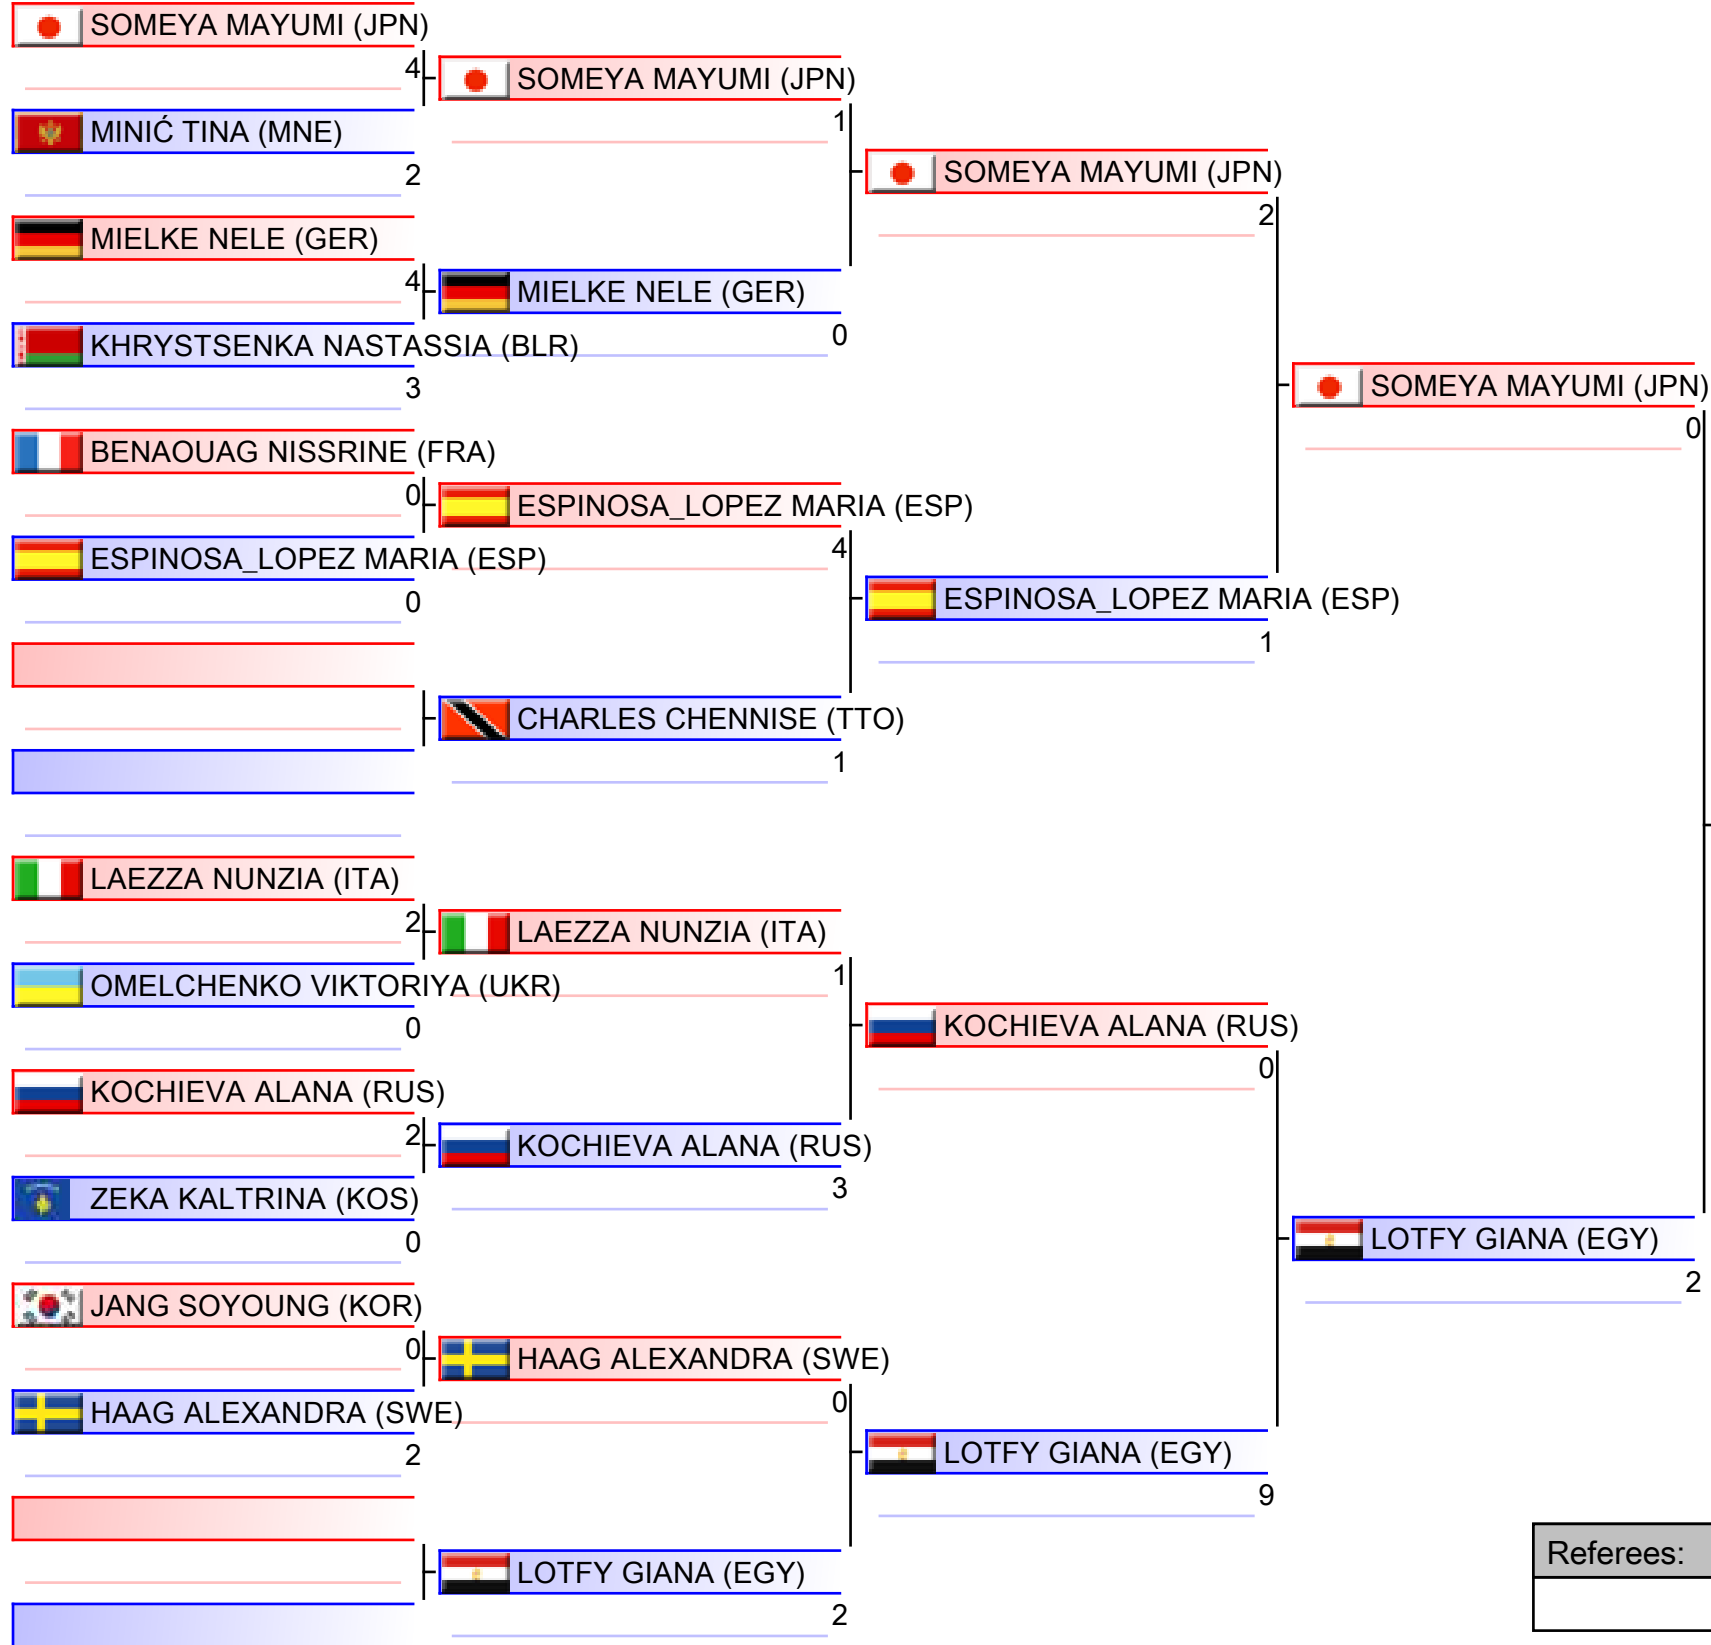 SOMEYA MAYUMI (JPN)
4
MINIĆ TINA (MNE)
2
MIELKE NELE (GER)
4
KHRYSTSENKA NASTASSIA (BLR)
3
BENAOUAG NISSRINE (FRA)
0
ESPINOSA_LOPEZ MARIA (ESP)
0
LAEZZA NUNZIA (ITA)
2
OMELCHENKO VIKTORIYA (UKR)
0
KOCHIEVA ALANA (RUS)
2
ZEKA KALTRINA (KOS)
0
JANG SOYOUNG (KOR)
0
HAAG ALEXANDRA (SWE)
2
SOMEYA MAYUMI (JPN)
1
MIELKE NELE (GER)
0
ESPINOSA_LOPEZ MARIA (ESP)
4
CHARLES CHENNISE (TTO)
1
LAEZZA NUNZIA (ITA)
1
KOCHIEVA ALANA (RUS)
3
HAAG ALEXANDRA (SWE)
0
LOTFY GIANA (EGY)
2
SOMEYA MAYUMI (JPN)
2
ESPINOSA_LOPEZ MARIA (ESP)
1
KOCHIEVA ALANA (RUS)
0
LOTFY GIANA (EGY)
9
SOMEYA MAYUMI (JPN)
0
LOTFY GIANA (EGY)
2
Referees: